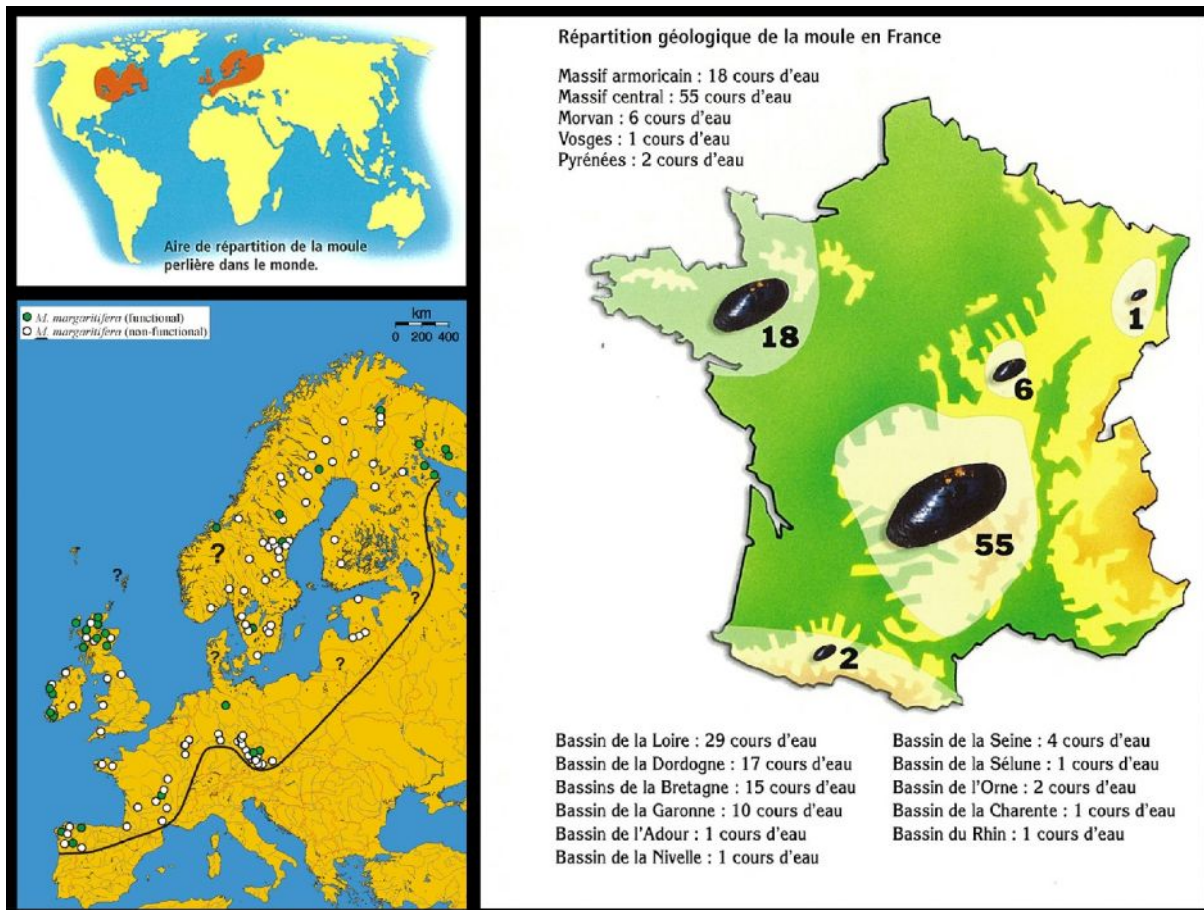 Aire de répartition de la moule
perlière dans le monde.
M. margaritifera (functional)
M. margaritifera (non-functional)
km
0 200 400
?
?
?
?
?
Répartition géologique de la moule en France
Massif armoricain : 18 cours d'eau
Massif central : 55 cours d'eau
Morvan : 6 cours d'eau
Vosges : 1 cours d'eau
Pyrénées : 2 cours d'eau
18
1
6
55
2
Bassin de la Loire : 29 cours d'eau
Bassin de la Dordogne : 17 cours d'eau
Bassins de la Bretagne : 15 cours d'eau
Bassin de la Garonne : 10 cours d'eau
Bassin de l'Adour : 1 cours d'eau
Bassin de la Nivelle : 1 cours d'eau
Bassin de la Seine : 4 cours d'eau
Bassin de la Sélune : 1 cours d'eau
Bassin de l'Orne : 2 cours d'eau
Bassin de la Charente : 1 cours d'eau
Bassin du Rhin : 1 cours d'eau